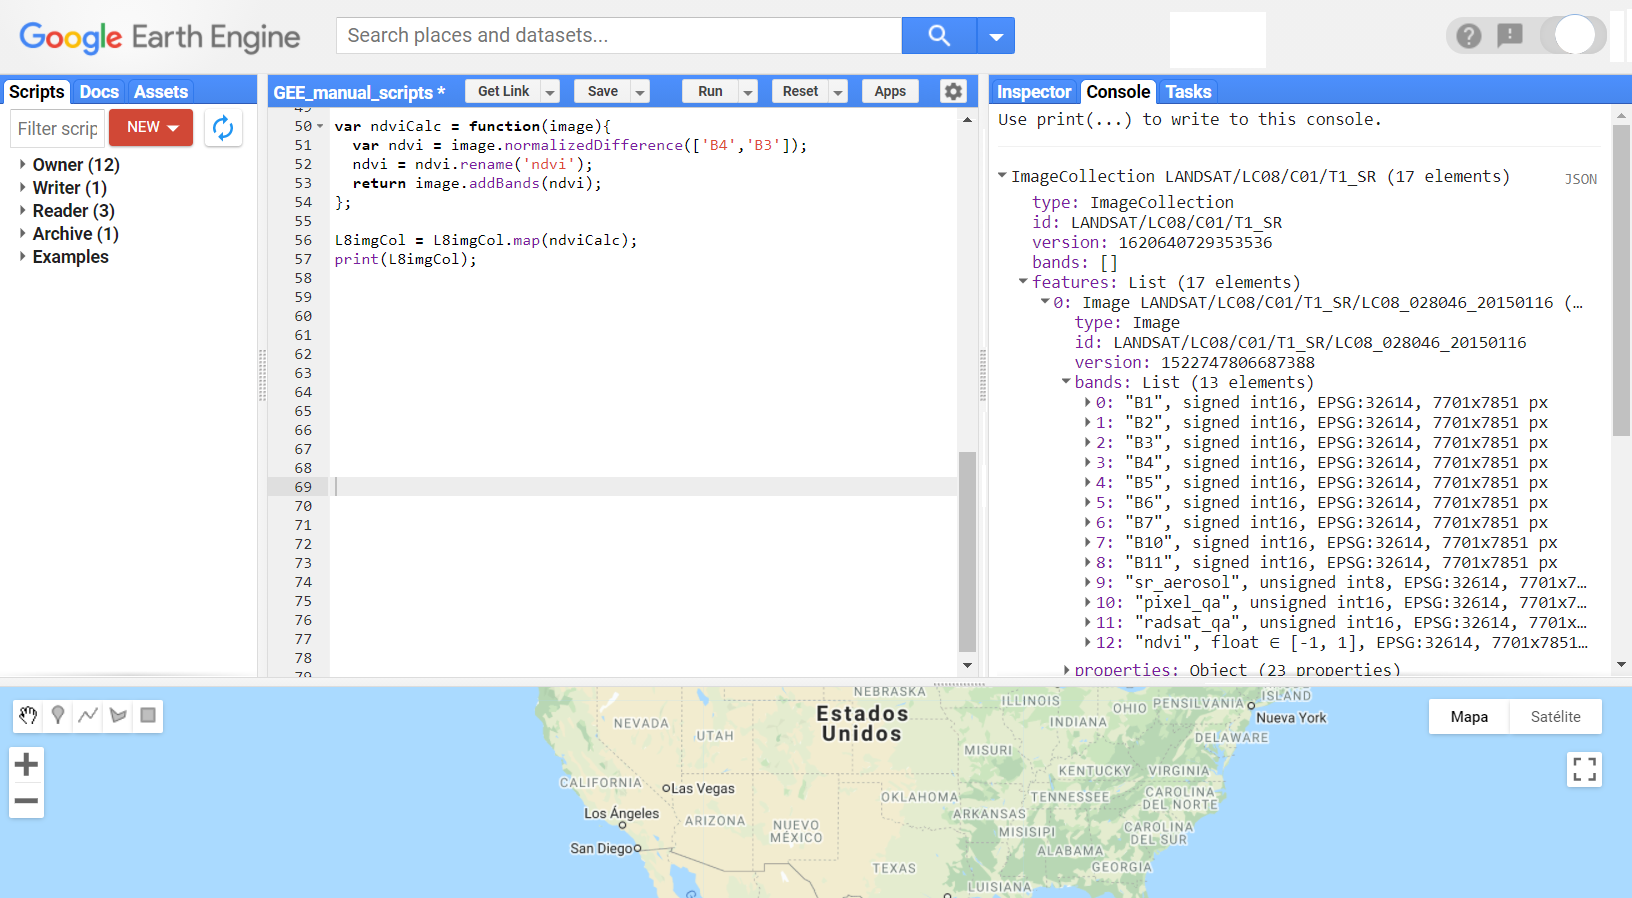 Google Earth Engine
Search places and datasets...
Scripts Docs Assets
Filter scrip
NEW
Owner (12)
Writer (1)
Reader (3)
Archive (1)
Examples
GEE_manual_scripts *
Get Link
Save
Run
Reset
Apps
50 var ndviCalc = function(image){
51 var ndvi = image.normalizedDifference(['B4','B3']);
52 ndvi = ndvi.rename('ndvi');
53 return image.addBands(ndvi);
54 };
55
56 L8imgCol = L8imgCol.map(ndviCalc);
57 print(L8imgCol);
58
59
60
61
62
63
64
65
66
67
68
69
70
71
72
73
74
75
76
77
78
79
Inspector Console Tasks
Use print(...) to write to this console.
ImageCollection LANDSAT/LC08/C01/T1_SR (17 elements) JSON
type: ImageCollection
id: LANDSAT/LC08/C01/T1_SR
version: 1620640729353536
bands: []
features: List (17 elements)
0: Image LANDSAT/LC08/C01/T1_SR/LC08_028046_20150116 (…
type: Image
id: LANDSAT/LC08/C01/T1_SR/LC08_028046_20150116
version: 1522747806687388
bands: List (13 elements)
0: "B1", signed int16, EPSG:32614, 7701x7851 px
1: "B2", signed int16, EPSG:32614, 7701x7851 px
2: "B3", signed int16, EPSG:32614, 7701x7851 px
3: "B4", signed int16, EPSG:32614, 7701x7851 px
4: "B5", signed int16, EPSG:32614, 7701x7851 px
5: "B6", signed int16, EPSG:32614, 7701x7851 px
6: "B7", signed int16, EPSG:32614, 7701x7851 px
7: "B10", signed int16, EPSG:32614, 7701x7851 px
8: "B11", signed int16, EPSG:32614, 7701x7851 px
9: "sr_aerosol", unsigned int8, EPSG:32614, 7701x7…
10: "pixel_qa", unsigned int16, EPSG:32614, 7701x7…
11: "radsat_qa", unsigned int16, EPSG:32614, 7701x…
12: "ndvi", float ∈ [-1, 1], EPSG:32614, 7701x7851…
properties: Object (23 properties)
NEBRASKA
ISLAND
ILLINOIS
OHIO
PENSILVANIA
Estados
Unidos
NEVADA
INDIANA
Nueva York
UTAH
DELAWARE
MISURI
KENTUCKY
VIRGINIA
CALIFORNIA
Las Vegas
OKLAHOMA
TENNESSEE
CAROLINA
DEL NORTE
Los Ángeles
ARIZONA
NUEVO
MÉXICO
ARKANSAS
MISISIPI
CAROLINA
DEL SUR
San Diego
ALABAMA
TEXAS
GEORGIA
LUISIANA
Mapa
Satélite